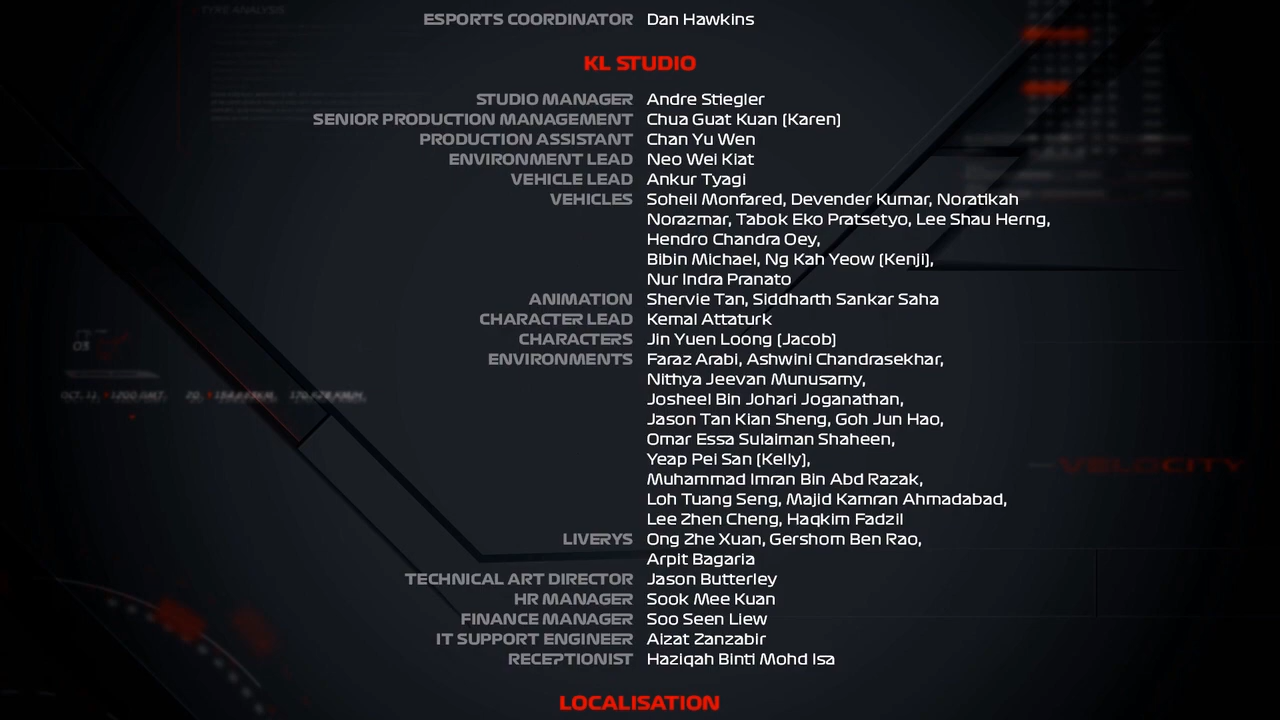 TYRE ANALYSIS
ESPORTS COORDINATOR Dan Hawkins
KL STUDIO
STUDIO MANAGER Andre Stiegler
SENIOR PRODUCTION MANAGEMENT Chua Guat Kuan (Karen)
PRODUCTION ASSISTANT Chan Yu Wen
ENVIRONMENT LEAD Neo Wei Kiat
VEHICLE LEAD Ankur Tyagi
VEHICLES Soheil Monfared, Devender Kumar, Noratikah
Norazmar, Tabok Eko Pratsetyo, Lee Shau Herng,
Hendro Chandra Oey,
Bibin Michael, Ng Kah Yeow (Kenji),
Nur Indra Pranato
ANIMATION Shervie Tan, Siddharth Sankar Saha
CHARACTER LEAD Kemal Attaturk
CHARACTERS Jin Yuen Loong (Jacob)
ENVIRONMENTS Faraz Arabi, Ashwini Chandrasekhar,
Nithya Jeevan Munusamy,
Josheel Bin Johari Joganathan,
Jason Tan Kian Sheng, Goh Jun Hao,
Omar Essa Sulaiman Shaheen,
Yeap Pei San (Kelly),
Muhammad Imran Bin Abd Razak,
Loh Tuang Seng, Majid Kamran Ahmadabad,
Lee Zhen Cheng, Haqkim Fadzil
LIVERYS Ong Zhe Xuan, Gershom Ben Rao,
Arpit Bagaria
TECHNICAL ART DIRECTOR Jason Butterley
HR MANAGER Sook Mee Kuan
FINANCE MANAGER Soo Seen Liew
IT SUPPORT ENGINEER Aizat Zanzabir
RECEPTIONIST Haziqah Binti Mohd Isa
LOCALISATION
03
VELOCITY